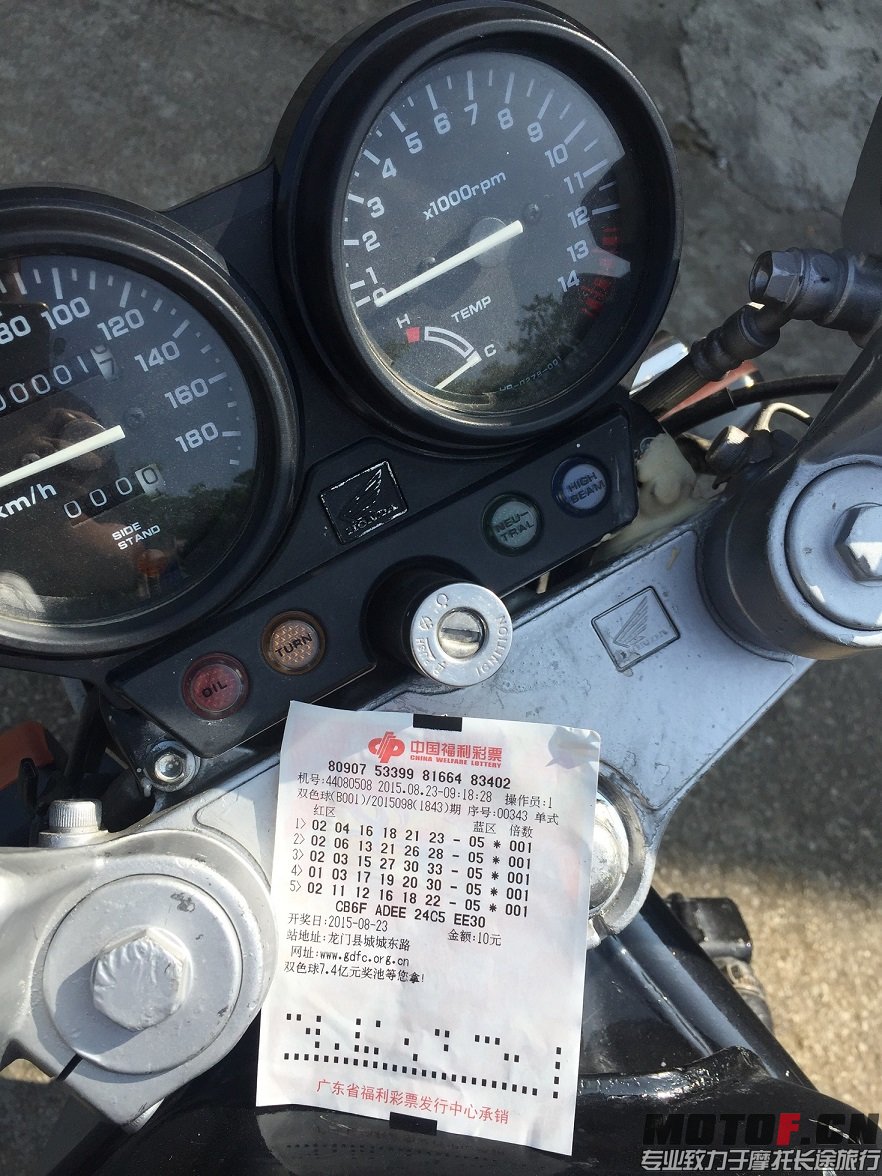 1 2 3 4 5 6 7 8 9 10 11 12 13 14
x1000rpm
0
TEMP
H
C
80 100 120 140 160 180
00001
km/h
0000
SIDE
STAND
HONDA
HIGH
BEAM
NEU-
TRAL
TURN
OIL
IGNITION
PUSH
HONDA
中国福利彩票
CHINA WELFARE LOTTERY
80907 53399 81664 83402
机号:44080508 2015.08.23-09:18:28 操作员:1
双色球(B001)/2015098(1843)期 序号:00343 单式
红区 蓝区 倍数
1> 02 04 16 18 21 23 - 05 * 001
2> 02 06 13 21 26 28 - 05 * 001
3> 02 03 15 27 30 33 - 05 * 001
4> 01 03 17 19 20 30 - 05 * 001
5> 02 11 12 16 18 22 - 05 * 001
CB6F ADEE 24C5 EE30
开奖日:2015-08-23 金额:10元
站地址:龙门县城城东路
网址:www.gdfc.org.cn
双色球7.4亿元奖池等您拿!
广东省福利彩票发行中心承销
MOTOF.CN
专业致力于摩托长途旅行